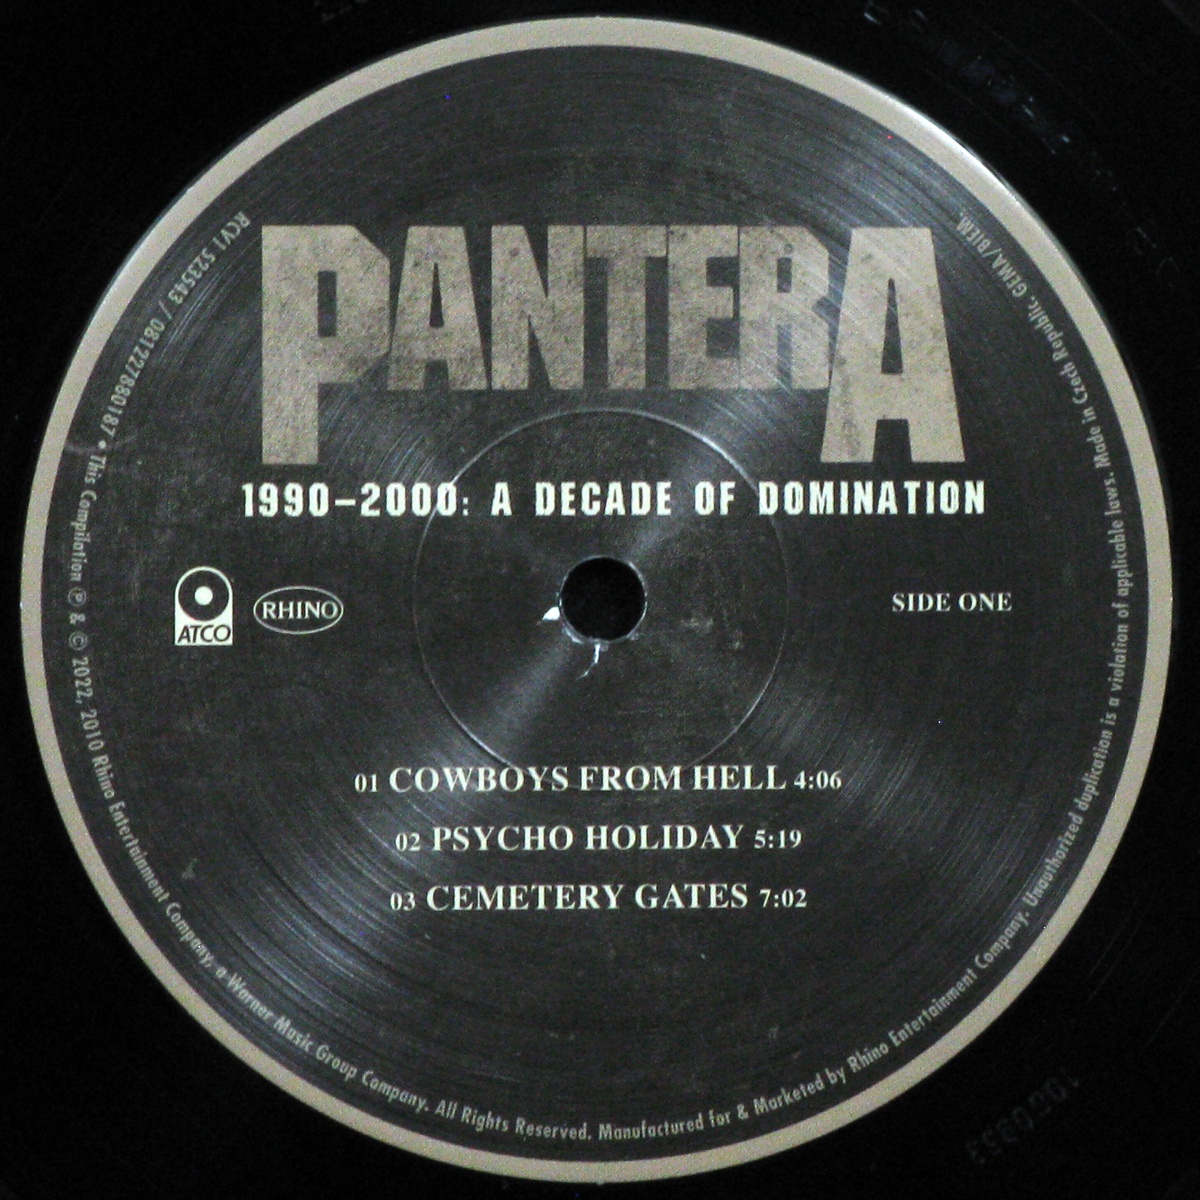 PANTERA
1990-2000: A DECADE OF DOMINATION
ATCO
RHINO
SIDE ONE
01 COWBOYS FROM HELL 4:06
02 PSYCHO HOLIDAY 5:19
03 CEMETERY GATES 7:02
RCV1 523543 / 081227880187 • This Compilation ℗ & © 2022, 2010 Rhino Entertainment Company, a Warner Music Group Company. All Rights Reserved. Manufactured for & Marketed by Rhino Entertainment Company. Unauthorized duplication is a violation of applicable laws. Made in Czech Republic. GEMA/BIEM.